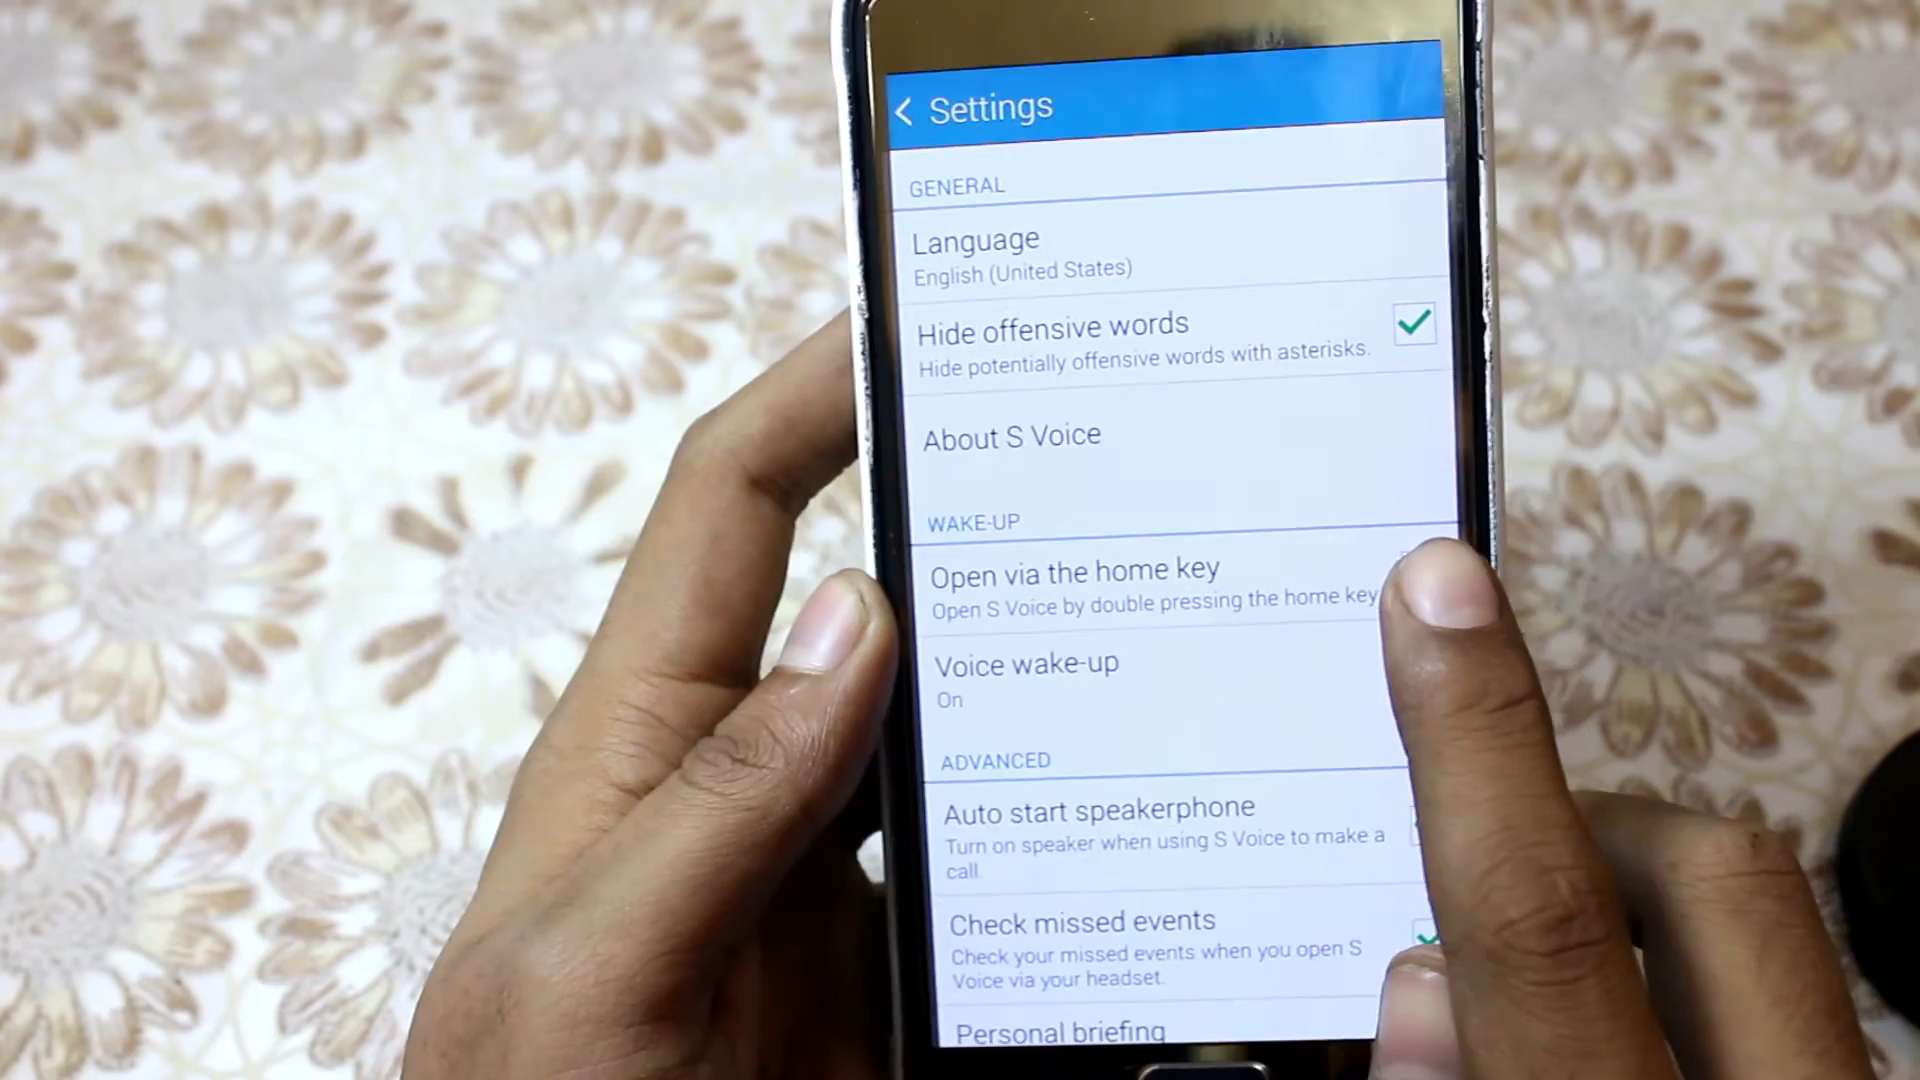 Settings
GENERAL
Language
English (United States)
Hide offensive words
Hide potentially offensive words with asterisks.
About S Voice
WAKE-UP
Open via the home key
Open S Voice by double pressing the home key
Voice wake-up
On
ADVANCED
Auto start speakerphone
Turn on speaker when using S Voice to make a
call.
Check missed events
Check your missed events when you open S
Voice via your headset.
Personal briefing